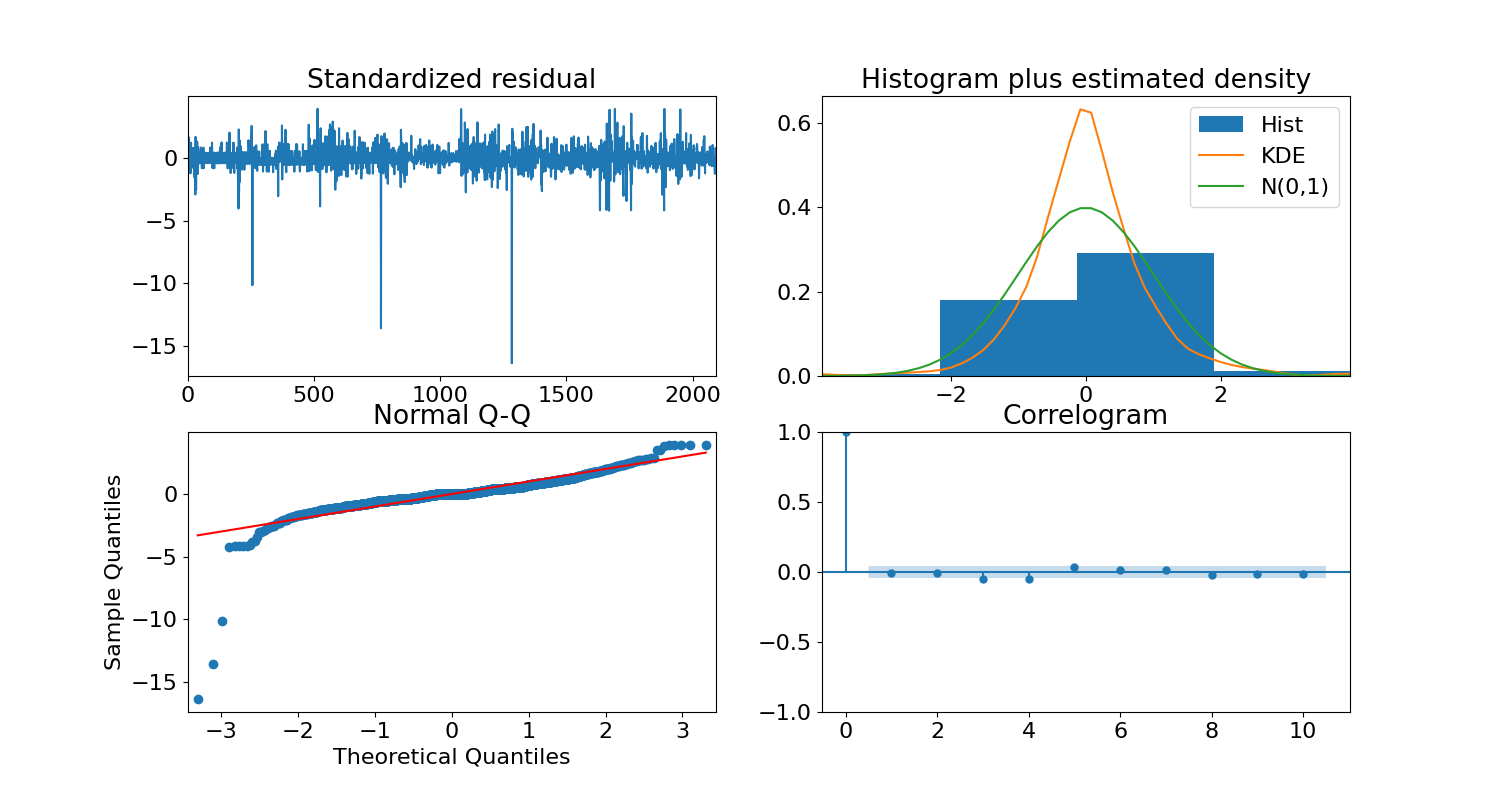 Standardized residual
0
−5
−10
−15
0 500 1000 1500 2000
Histogram plus estimated density
0.6
0.4
0.2
0.0
−2 0 2
Hist
KDE
N(0,1)
Normal Q-Q
Sample Quantiles
0
−5
−10
−15
−3 −2 −1 0 1 2 3
Theoretical Quantiles
Correlogram
1.0
0.5
0.0
−0.5
−1.0
0 2 4 6 8 10